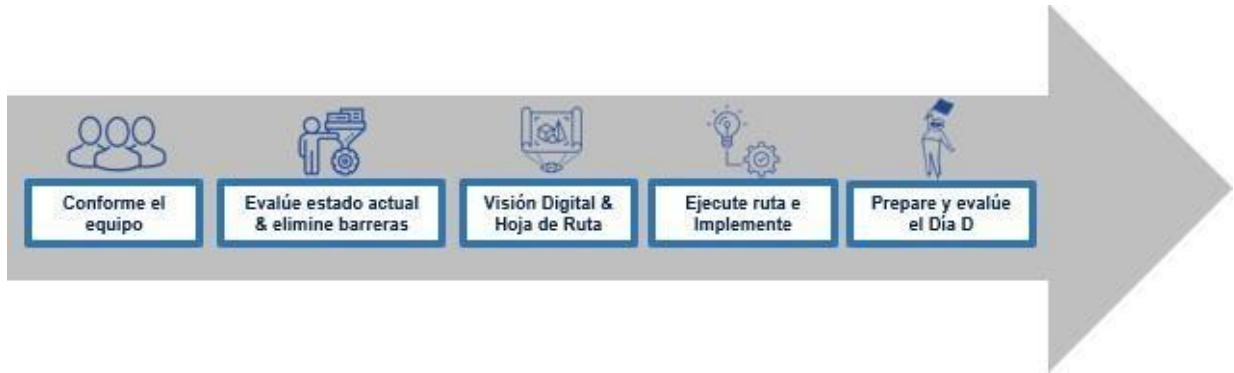 Conforme el
equipo
Evalúe estado actual
& elimine barreras
Visión Digital &
Hoja de Ruta
Ejecute ruta e
Implemente
Prepare y evalúe
el Día D